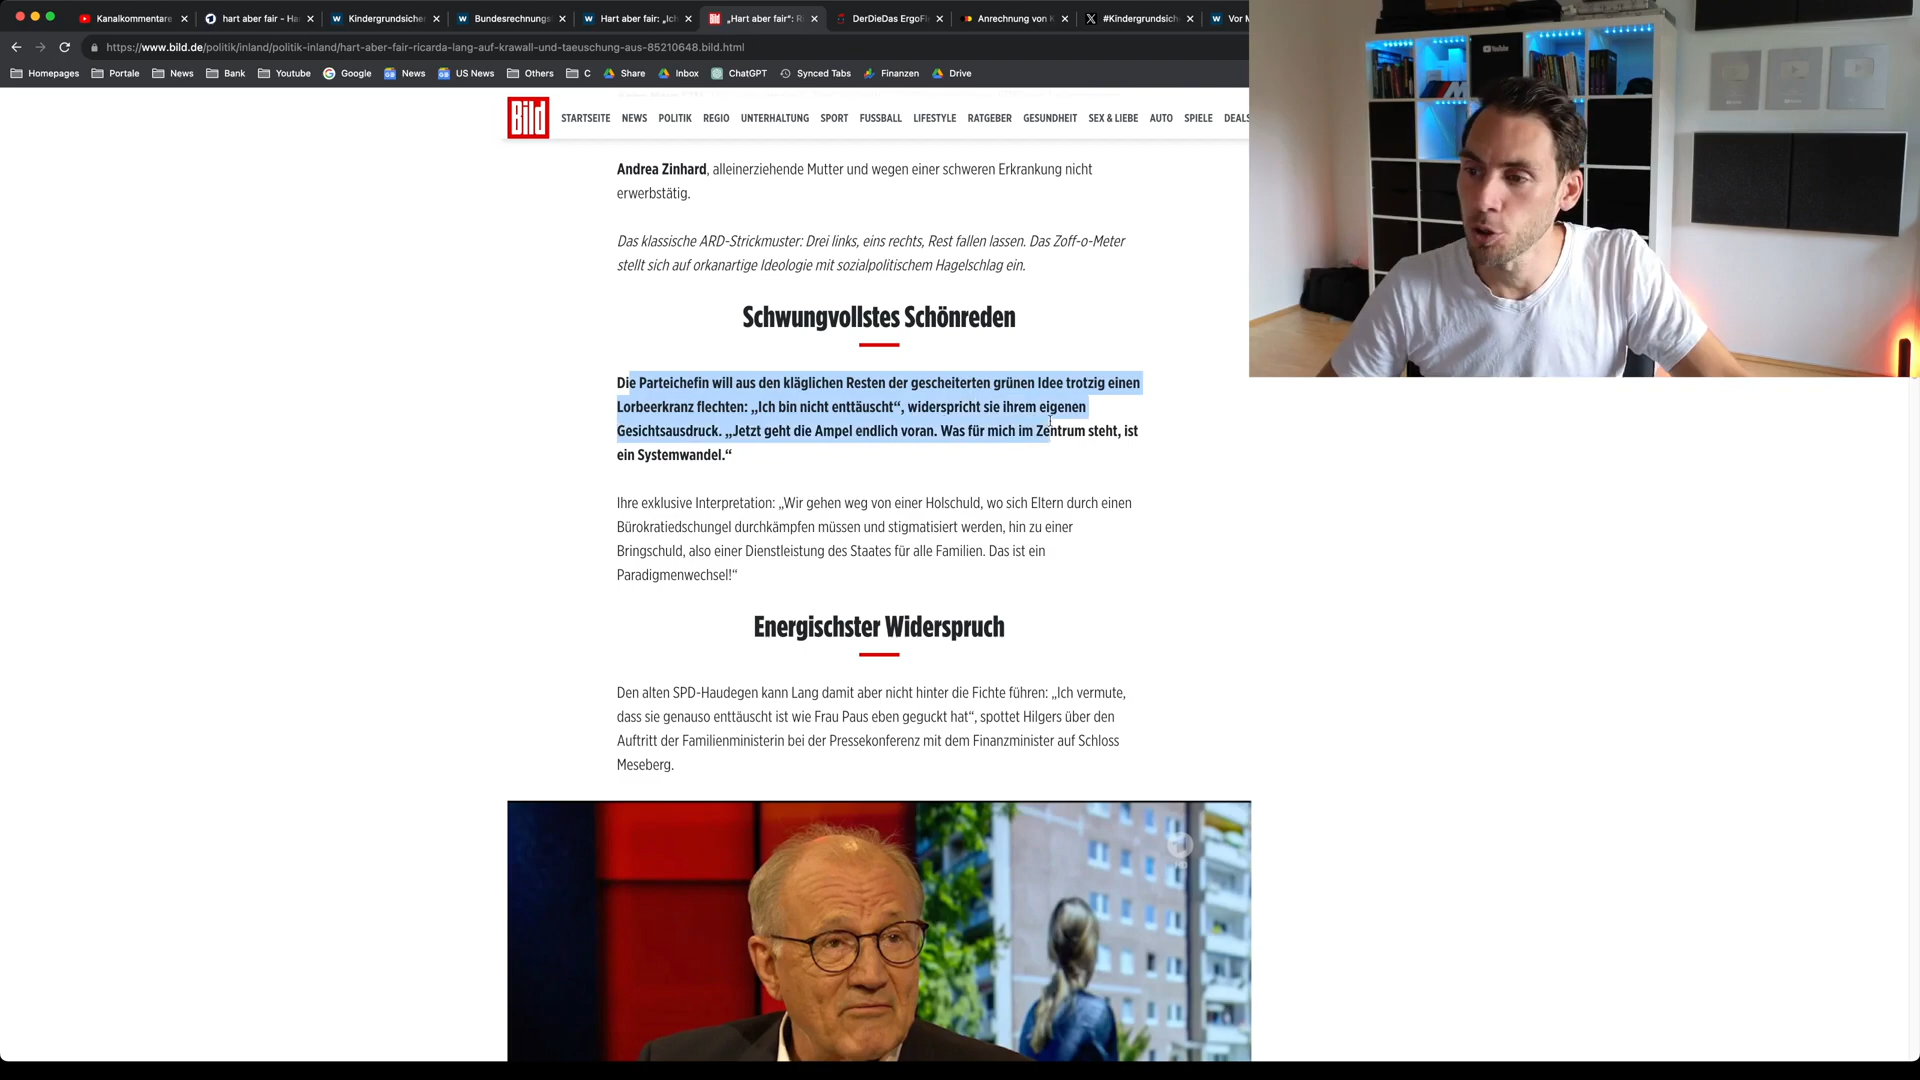 Kanalkommentare
hart aber fair - Ha
Kindergrundsicher
Bundesrechnungs
Hart aber fair: „Ich
„Hart aber fair“: Ri
DerDieDas ErgoFl
Anrechnung von K
#Kindergrundsich
Vor M
https://www.bild.de/politik/inland/politik-inland/hart-aber-fair-ricarda-lang-auf-krawall-und-taeuschung-aus-85210648.bild.html
Homepages
Portale
News
Bank
Youtube
Google
News
US News
Others
C
Share
Inbox
ChatGPT
Synced Tabs
Finanzen
Drive
Bild
STARTSEITE NEWS POLITIK REGIO UNTERHALTUNG SPORT FUSSBALL LIFESTYLE RATGEBER GESUNDHEIT SEX & LIEBE AUTO SPIELE DEALS
YouTube
Andrea Zinhard, alleinerziehende Mutter und wegen einer schweren Erkrankung nicht
erwerbstätig.
Das klassische ARD-Strickmuster: Drei links, eins rechts, Rest fallen lassen. Das Zoff-o-Meter
stellt sich auf orkanartige Ideologie mit sozialpolitischem Hagelschlag ein.
Schwungvollstes Schönreden
Die Parteichefin will aus den kläglichen Resten der gescheiterten grünen Idee trotzig einen
Lorbeerkranz flechten: „Ich bin nicht enttäuscht“, widerspricht sie ihrem eigenen
Gesichtsausdruck. „Jetzt geht die Ampel endlich voran. Was für mich im Zentrum steht, ist
ein Systemwandel.“
Ihre exklusive Interpretation: „Wir gehen weg von einer Holschuld, wo sich Eltern durch einen
Bürokratiedschungel durchkämpfen müssen und stigmatisiert werden, hin zu einer
Bringschuld, also einer Dienstleistung des Staates für alle Familien. Das ist ein
Paradigmenwechsel!“
Energischster Widerspruch
Den alten SPD-Haudegen kann Lang damit aber nicht hinter die Fichte führen: „Ich vermute,
dass sie genauso enttäuscht ist wie Frau Paus eben geguckt hat“, spottet Hilgers über den
Auftritt der Familienministerin bei der Pressekonferenz mit dem Finanzminister auf Schloss
Meseberg.